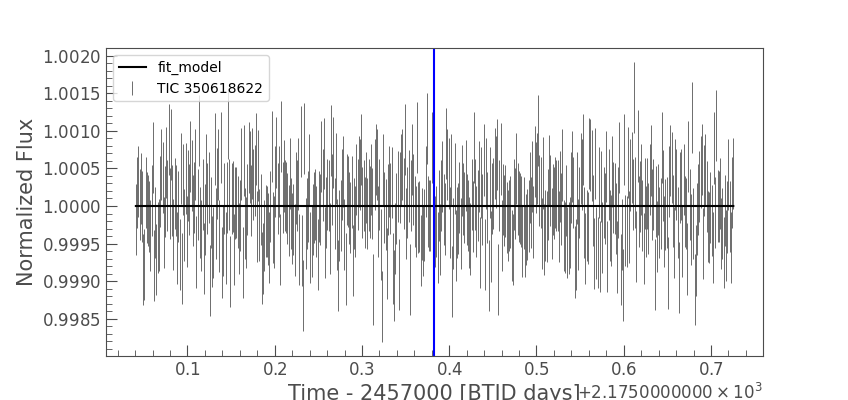 fit_model
TIC 350618622
Normalized Flux
1.0020
1.0015
1.0010
1.0005
1.0000
0.9995
0.9990
0.9985
0.1 0.2 0.3 0.4 0.5 0.6 0.7
Time - 2457000 [BTJD days]
+2.1750000000 × 10³